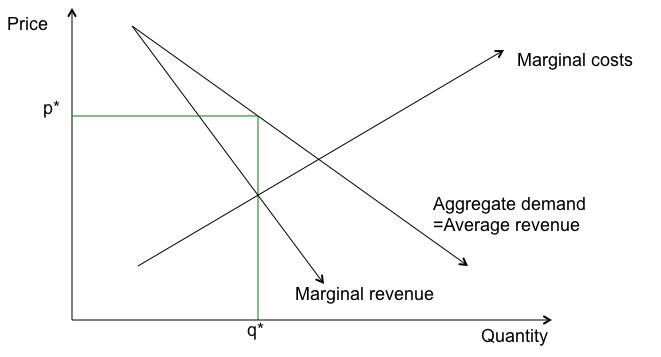 Price
Marginal costs
p*
Aggregate demand
=Average revenue
Marginal revenue
q*
Quantity